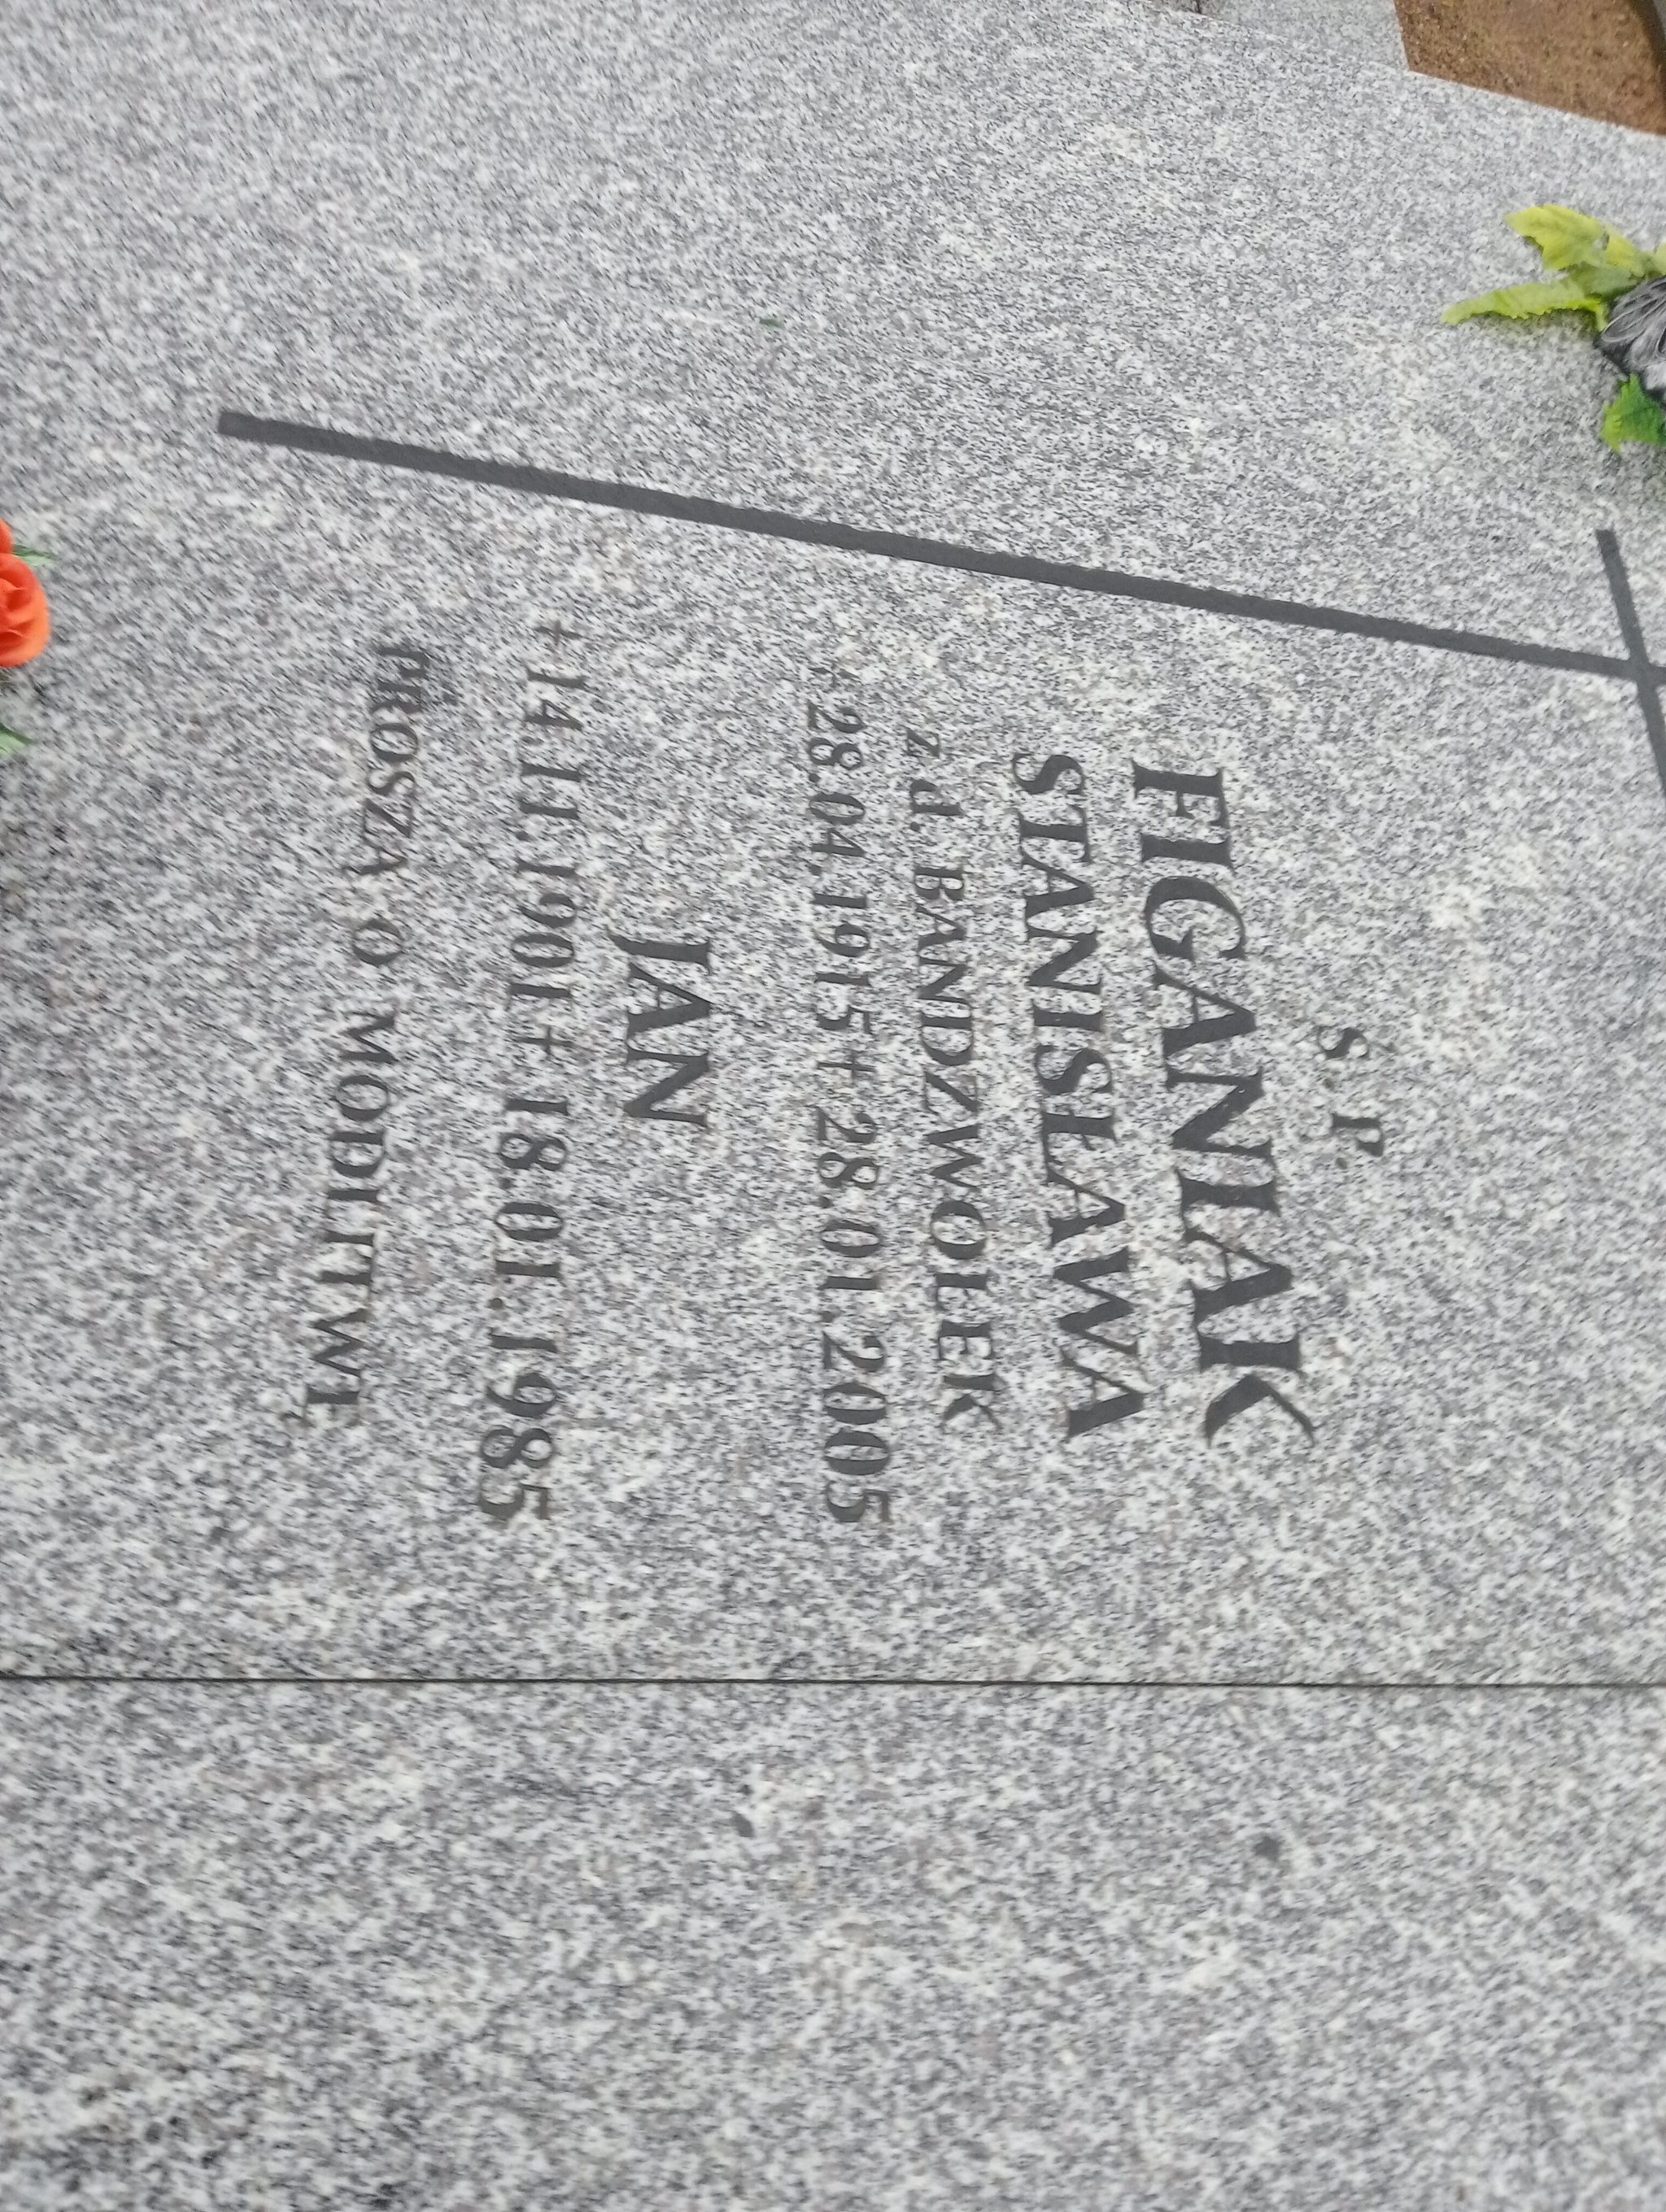 Ś.P.
FIGANIAK
STANISŁAWA
z d. BANDZWOŁEK
*28.04.1915+28.01.2005
JAN
+14.11.1901+18.01.1985
PROSZĄ O MODLITWĘ